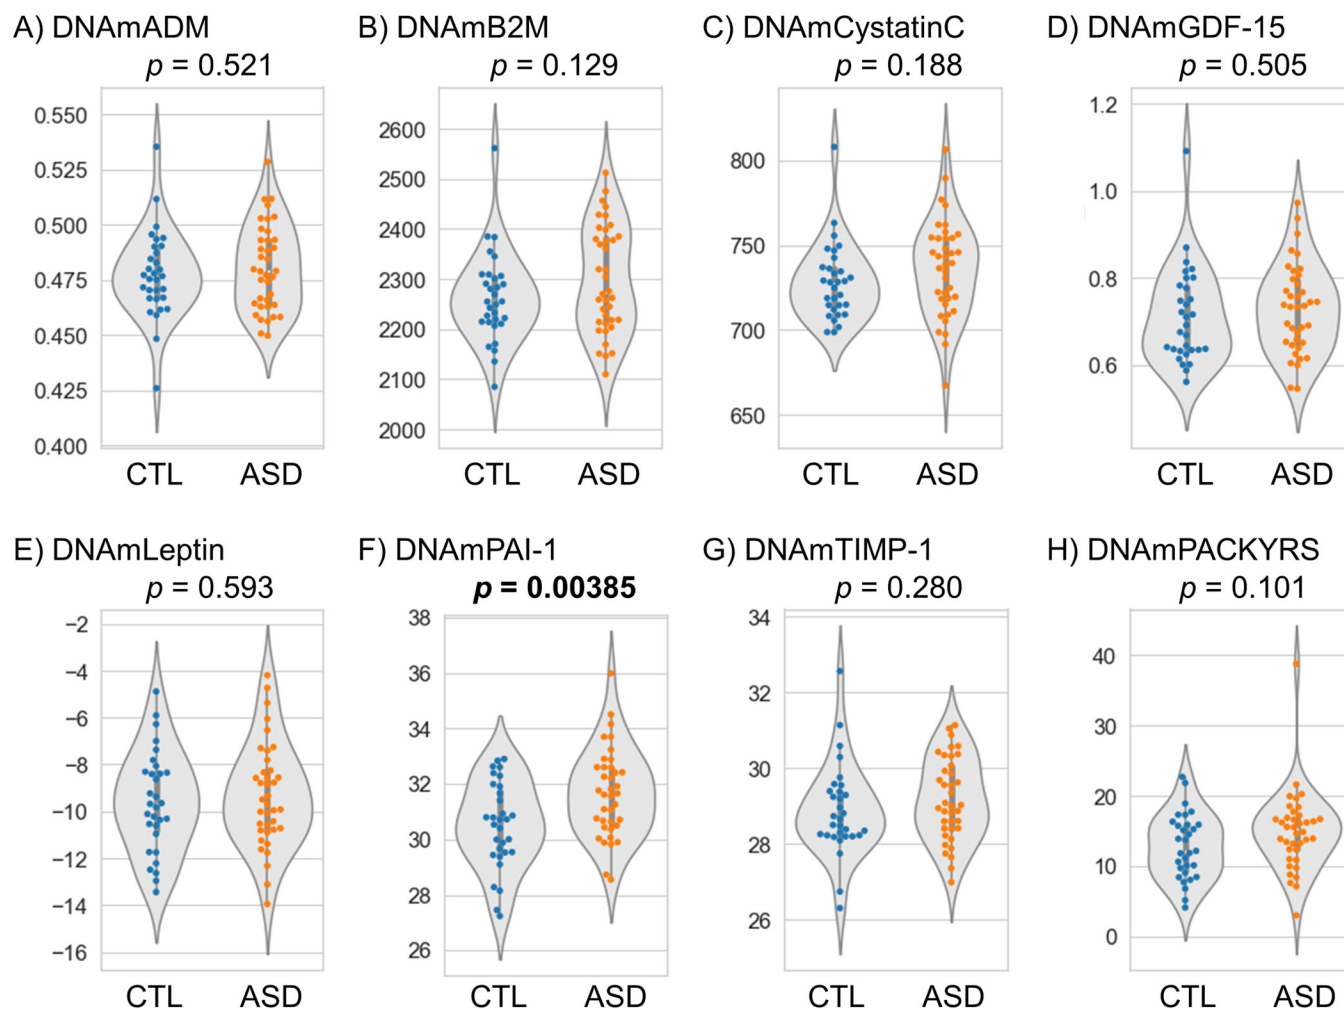 A) DNAmADM
p = 0.521
0.550
0.525
0.500
0.475
0.450
0.425
0.400
CTL ASD
B) DNAmB2M
p = 0.129
2600
2500
2400
2300
2200
2100
2000
CTL ASD
C) DNAmCystatinC
p = 0.188
800
750
700
650
CTL ASD
D) DNAmGDF-15
p = 0.505
1.2
1.0
0.8
0.6
CTL ASD
E) DNAmLeptin
p = 0.593
−2
−4
−6
−8
−10
−12
−14
−16
CTL ASD
F) DNAmPAI-1
p = 0.00385
38
36
34
32
30
28
26
CTL ASD
G) DNAmTIMP-1
p = 0.280
34
32
30
28
26
CTL ASD
H) DNAmPACKYRS
p = 0.101
40
30
20
10
0
CTL ASD